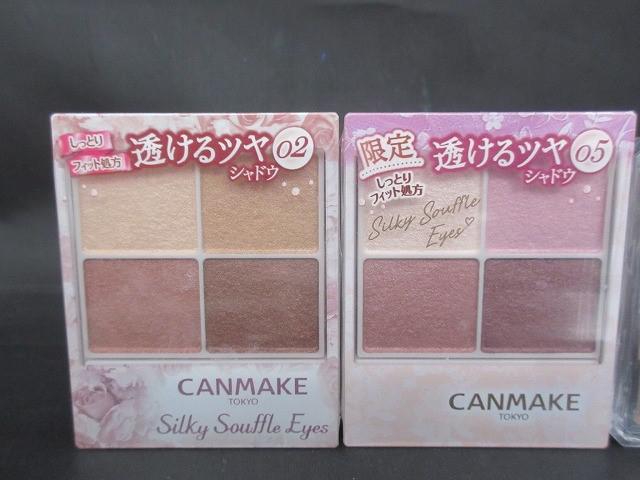 しっとり
フィット処方
透けるツヤ
シャドウ
02
CANMAKE
TOKYO
Silky Souffle Eyes
限定
しっとり
フィット処方
透けるツヤ
シャドウ
05
Silky Souffle
Eyes
CANMAKE
TOKYO